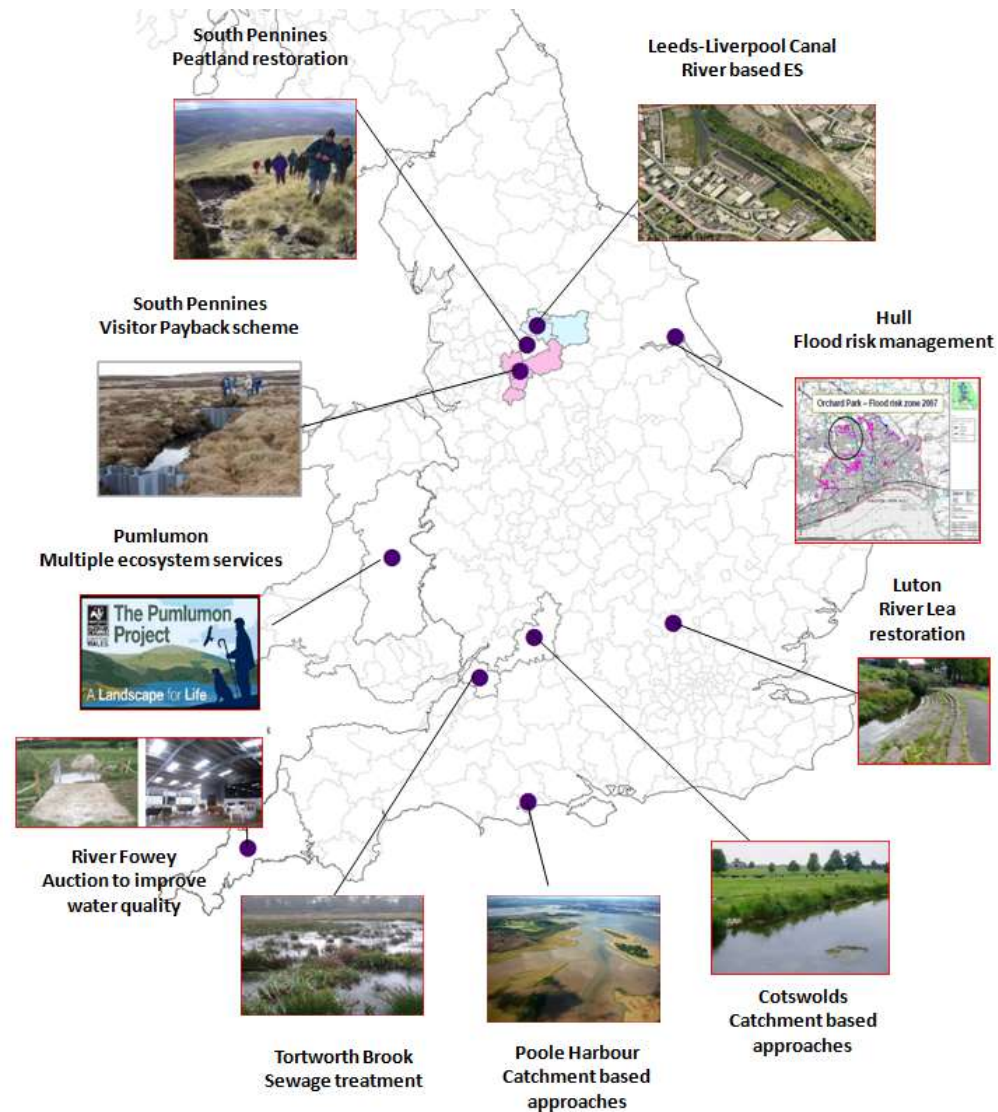 South Pennines
Peatland restoration
Leeds-Liverpool Canal
River based ES
South Pennines
Visitor Payback scheme
Hull
Flood risk management
Orchard Park – Flood risk zone 2007
Pumlumon
Multiple ecosystem services
The Pumlumon
Project
WALES
A Landscape for Life
Luton
River Lea
restoration
River Fowey
Auction to improve
water quality
Tortworth Brook
Sewage treatment
Poole Harbour
Catchment based
approaches
Cotswolds
Catchment based
approaches